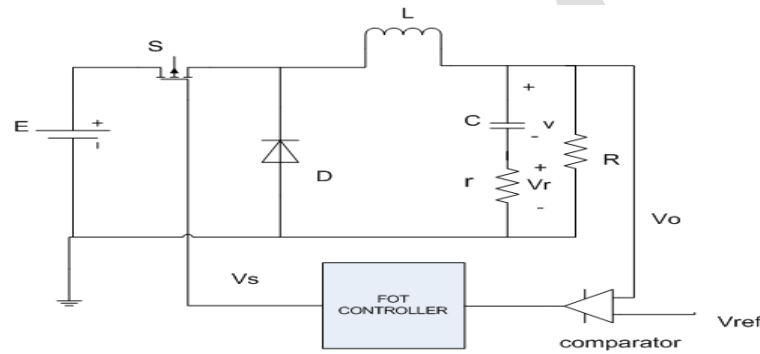 L
S
E
+
-
D
C
+
-
v
r
+
Vr
-
R
Vo
Vs
FOT
CONTROLLER
Vref
comparator